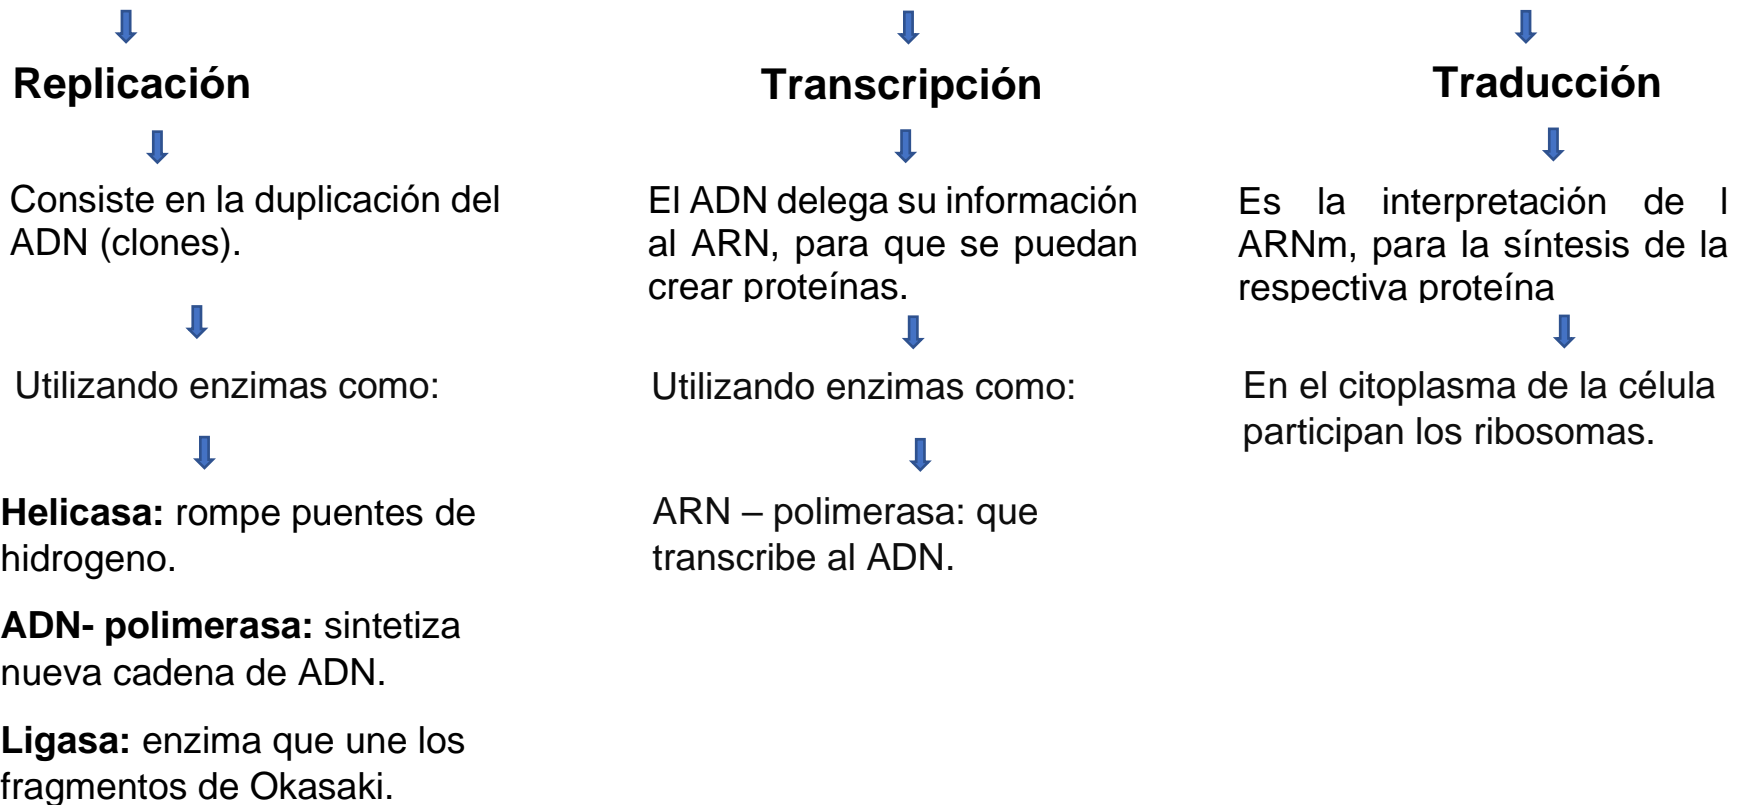 Replicación
Consiste en la duplicación del
ADN (clones).
Utilizando enzimas como:
Helicasa: rompe puentes de
hidrogeno.
ADN- polimerasa: sintetiza
nueva cadena de ADN.
Ligasa: enzima que une los
fragmentos de Okasaki.
Transcripción
El ADN delega su información
al ARN, para que se puedan
crear proteínas.
Utilizando enzimas como:
ARN – polimerasa: que
transcribe al ADN.
Traducción
Es la interpretación de l
ARNm, para la síntesis de la
respectiva proteína
En el citoplasma de la célula
participan los ribosomas.